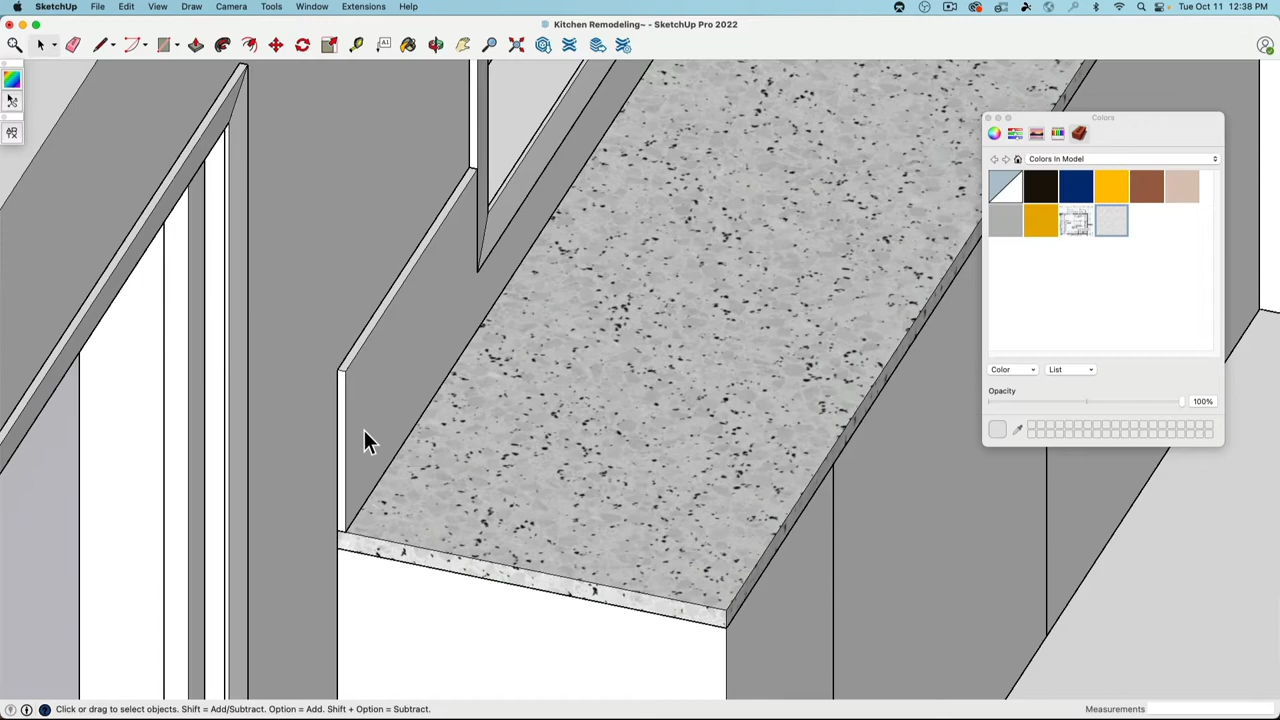 SketchUp File Edit View Draw Camera Tools Window Extensions Help Tue Oct 11 12:38 PM
Kitchen Remodeling~ - SketchUp Pro 2022
Colors
Colors In Model
Color List
Opacity
100%
Click or drag to select objects. Shift = Add/Subtract. Option = Add. Shift + Option = Subtract. Measurements